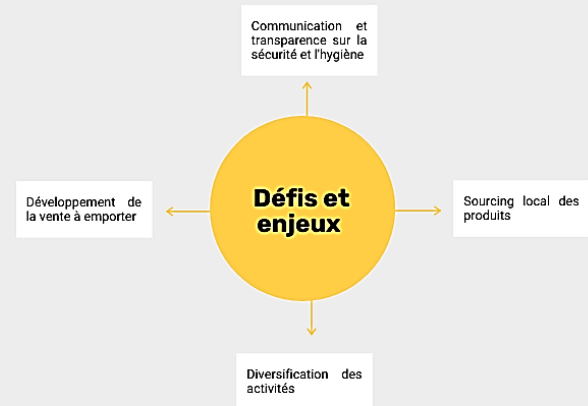 Communication et
transparence sur la
sécurité et l'hygiène
Développement de
la vente à emporter
Défis et
enjeux
Sourcing local des
produits
Diversification des
activités